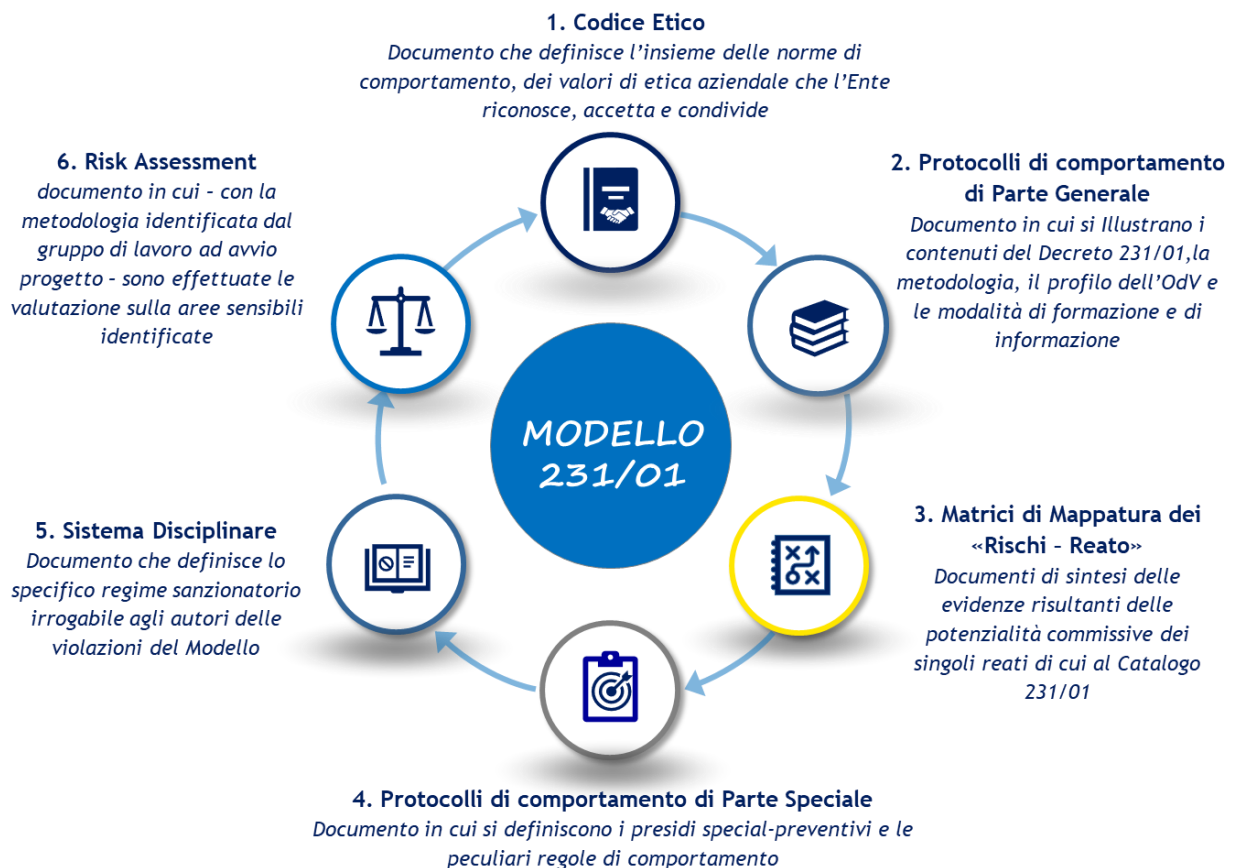 1. Codice Etico
Documento che definisce l’insieme delle norme di
comportamento, dei valori di etica aziendale che l’Ente
riconosce, accetta e condivide
2. Protocolli di comportamento
di Parte Generale
Documento in cui si Illustrano i
contenuti del Decreto 231/01,la
metodologia, il profilo dell’OdV e
le modalità di formazione e di
informazione
3. Matrici di Mappatura dei
«Rischi – Reato»
Documenti di sintesi delle
evidenze risultanti delle
potenzialità commissive dei
singoli reati di cui al Catalogo
231/01
4. Protocolli di comportamento di Parte Speciale
Documento in cui si definiscono i presidi special-preventivi e le
peculiari regole di comportamento
5. Sistema Disciplinare
Documento che definisce lo
specifico regime sanzionatorio
irrogabile agli autori delle
violazioni del Modello
6. Risk Assessment
documento in cui – con la
metodologia identificata dal
gruppo di lavoro ad avvio
progetto – sono effettuate le
valutazione sulla aree sensibili
identificate
MODELLO
231/01